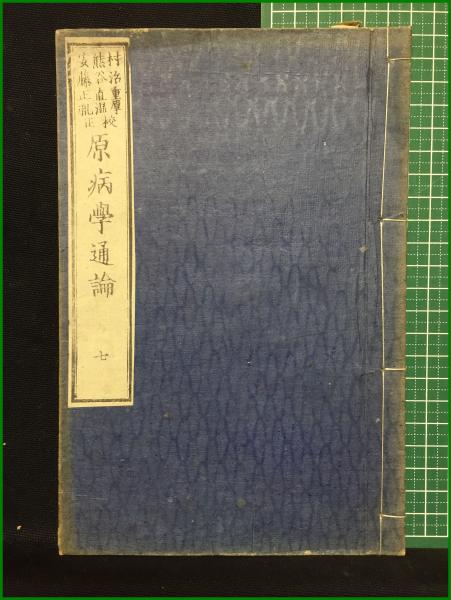 村治重厚
熊谷直温 校
安藤正胤 正
原病學通論
七